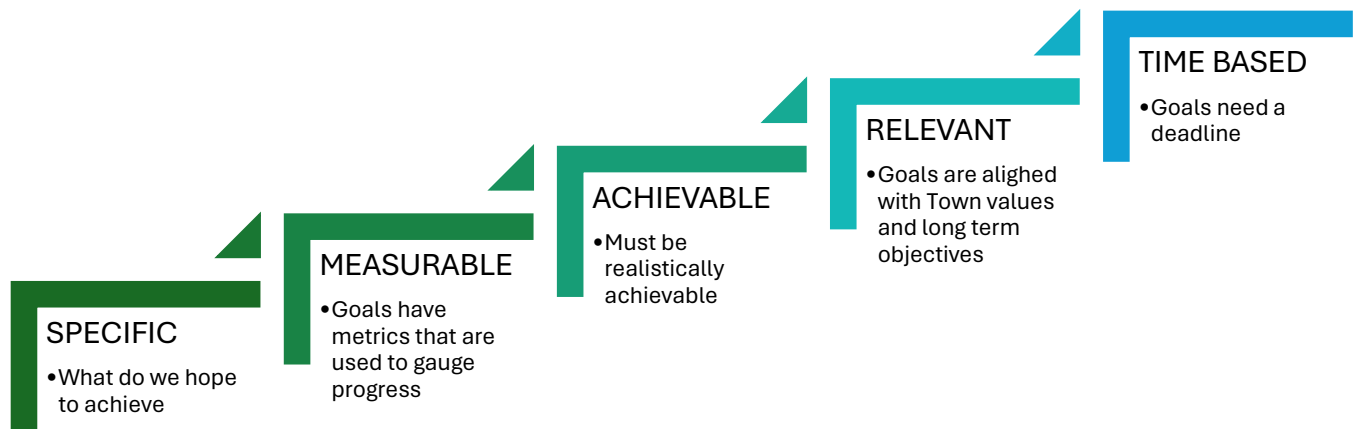 SPECIFIC
•What do we hope
to achieve
MEASURABLE
•Goals have
metrics that are
used to gauge
progress
ACHIEVABLE
•Must be
realistically
achievable
RELEVANT
•Goals are alighed
with Town values
and long term
objectives
TIME BASED
•Goals need a
deadline